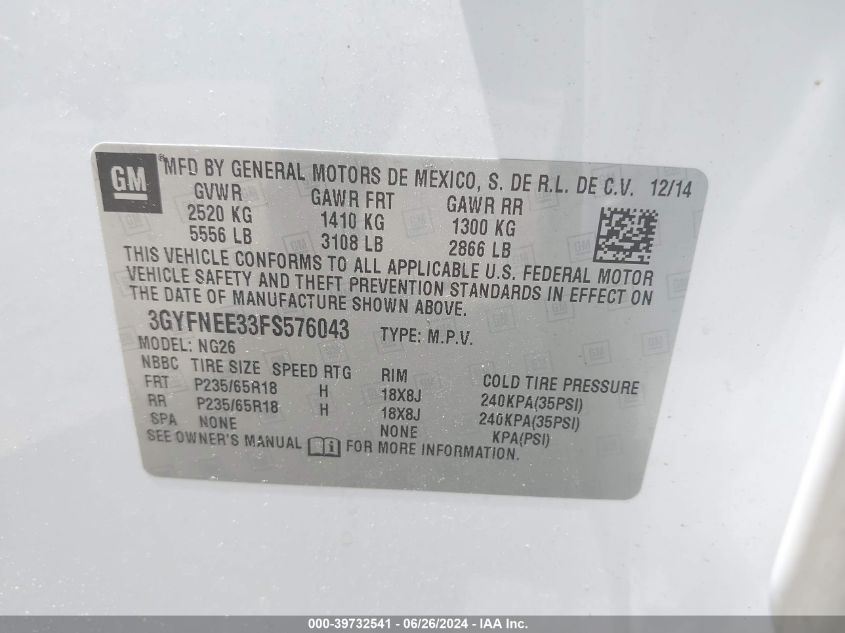 GM ® MFD BY GENERAL MOTORS DE MEXICO, S. DE R.L. DE C.V. 12/14
GVWR GAWR FRT GAWR RR
2520 KG 1410 KG 1300 KG
5556 LB 3108 LB 2866 LB
THIS VEHICLE CONFORMS TO ALL APPLICABLE U.S. FEDERAL MOTOR
VEHICLE SAFETY AND THEFT PREVENTION STANDARDS IN EFFECT ON
THE DATE OF MANUFACTURE SHOWN ABOVE.
3GYFNEE33FS576043 TYPE: M.P.V.
MODEL: NG26
NBBC TIRE SIZE SPEED RTG RIM COLD TIRE PRESSURE
FRT P235/65R18 H 18X8J 240KPA(35PSI)
RR P235/65R18 H 18X8J 240KPA(35PSI)
SPA NONE NONE KPA(PSI)
SEE OWNER'S MANUAL FOR MORE INFORMATION.
000-39732541 - 06/26/2024 - IAA Inc.